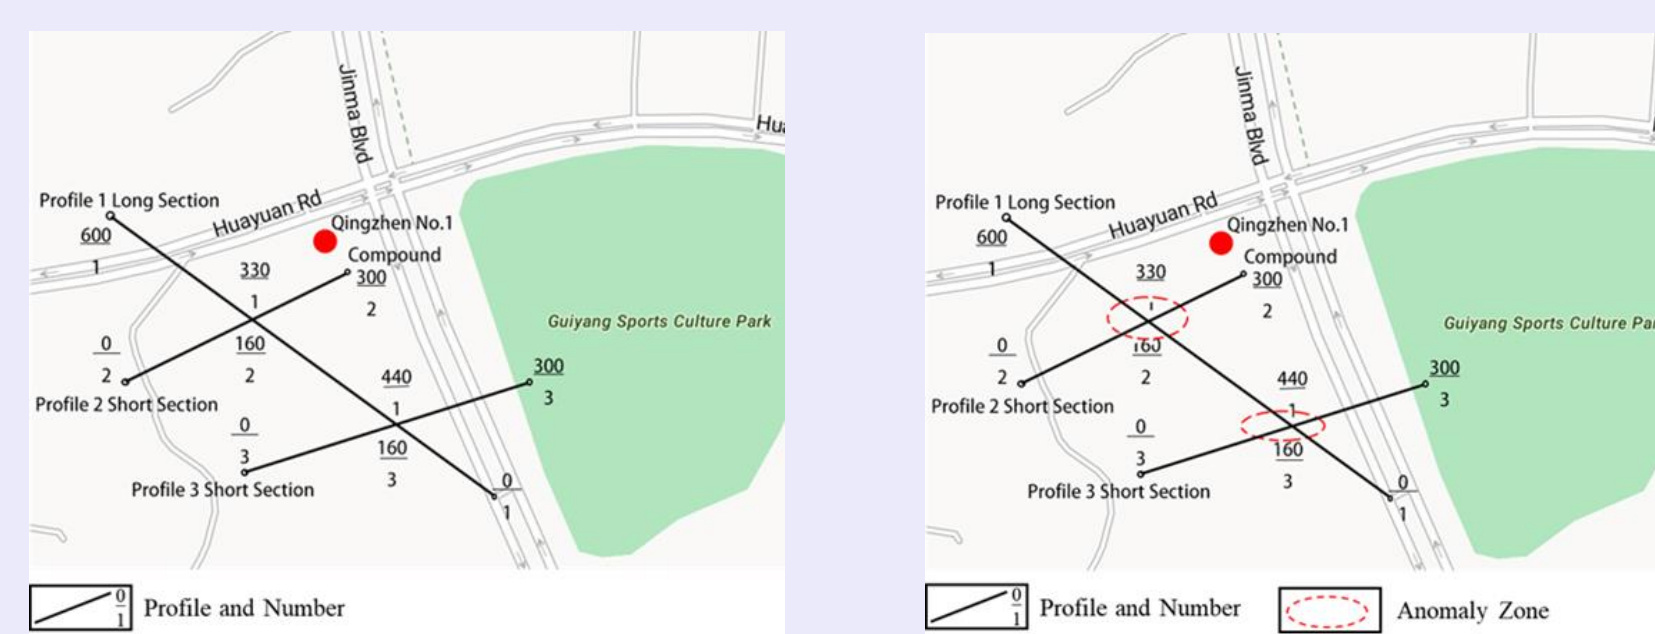 Jinma Blvd
Hua
Profile 1 Long Section
Huayuan Rd
Qingzhen No.1
600
1
Compound
330
1
300
2
Guiyang Sports Culture Park
0
2
160
2
300
3
440
1
Profile 2 Short Section
0
3
160
3
Profile 3 Short Section
0
1
0
1
Profile and Number
Jinma Blvd
Profile 1 Long Section
Huayuan Rd
Qingzhen No.1
600
1
Compound
330
1
300
2
Guiyang Sports Culture Par
0
2
160
2
300
3
440
1
Profile 2 Short Section
0
3
160
3
Profile 3 Short Section
0
1
0
1
Profile and Number
Anomaly Zone